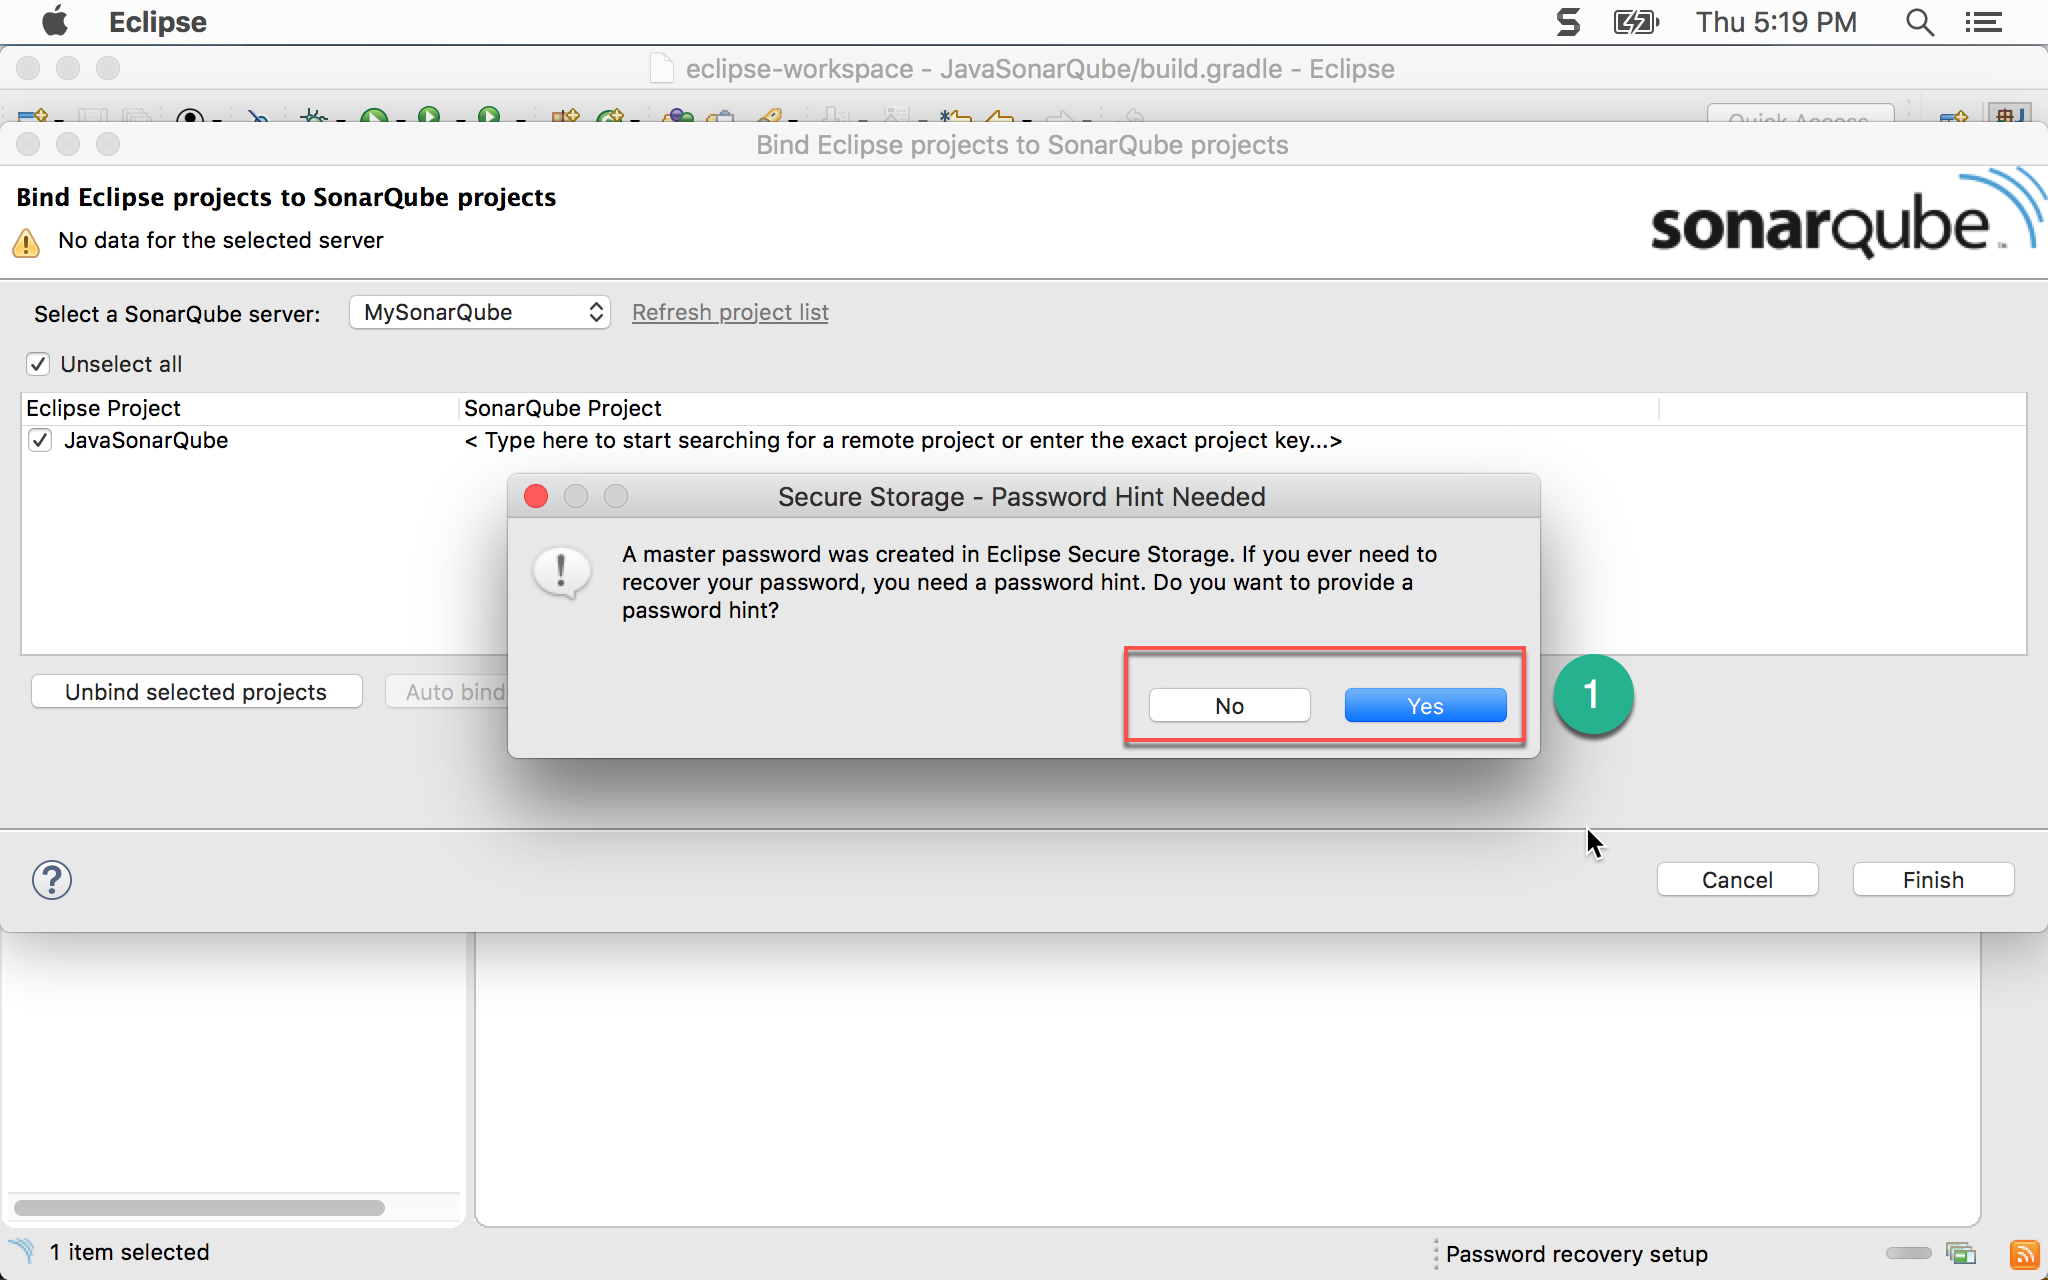 Eclipse
Thu 5:19 PM
eclipse-workspace - JavaSonarQube/build.gradle - Eclipse
Quick Access
Bind Eclipse projects to SonarQube projects
Bind Eclipse projects to SonarQube projects
No data for the selected server
sonarqube
Select a SonarQube server:
MySonarQube
Refresh project list
Unselect all
Eclipse Project
SonarQube Project
JavaSonarQube
< Type here to start searching for a remote project or enter the exact project key...>
Secure Storage - Password Hint Needed
A master password was created in Eclipse Secure Storage. If you ever need to
recover your password, you need a password hint. Do you want to provide a
password hint?
No
Yes
1
Unbind selected projects
Auto bind
Cancel
Finish
1 item selected
Password recovery setup